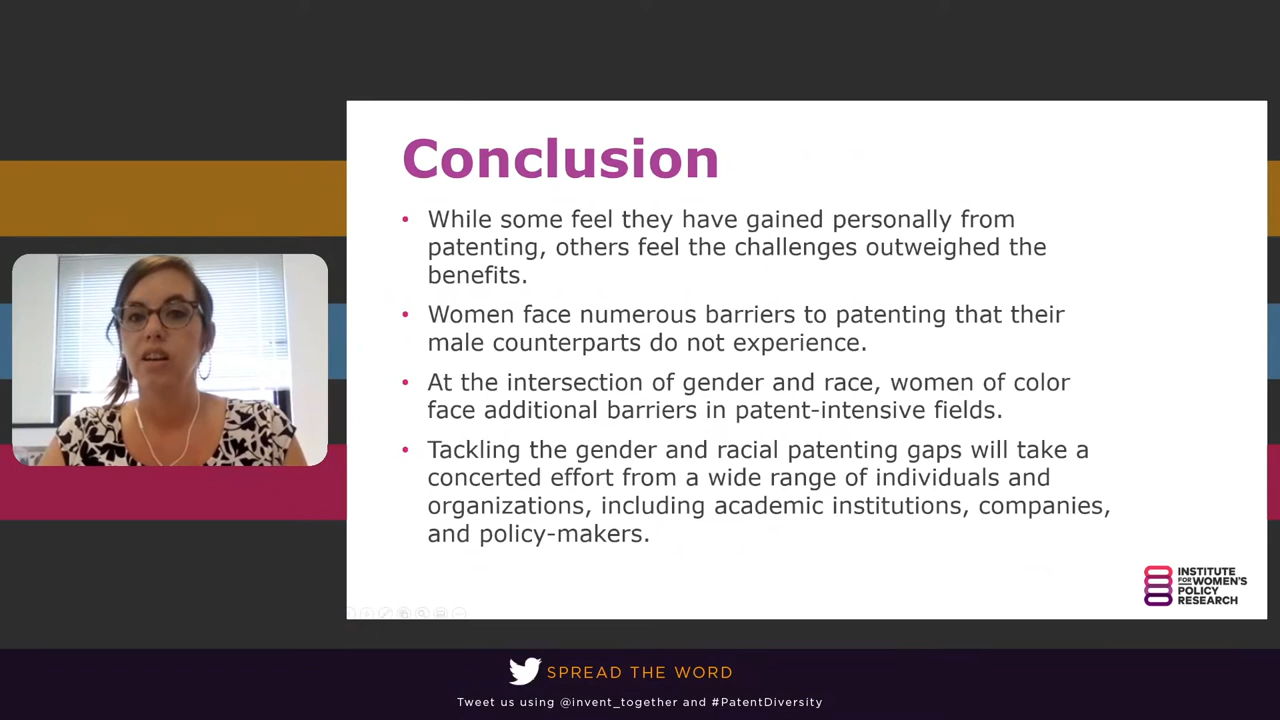 Conclusion
• While some feel they have gained personally from
patenting, others feel the challenges outweighed the
benefits.
• Women face numerous barriers to patenting that their
male counterparts do not experience.
• At the intersection of gender and race, women of color
face additional barriers in patent-intensive fields.
• Tackling the gender and racial patenting gaps will take a
concerted effort from a wide range of individuals and
organizations, including academic institutions, companies,
and policy-makers.
INSTITUTE
FOR WOMEN'S
POLICY
RESEARCH
SPREAD THE WORD
Tweet us using @invent_together and #PatentDiversity